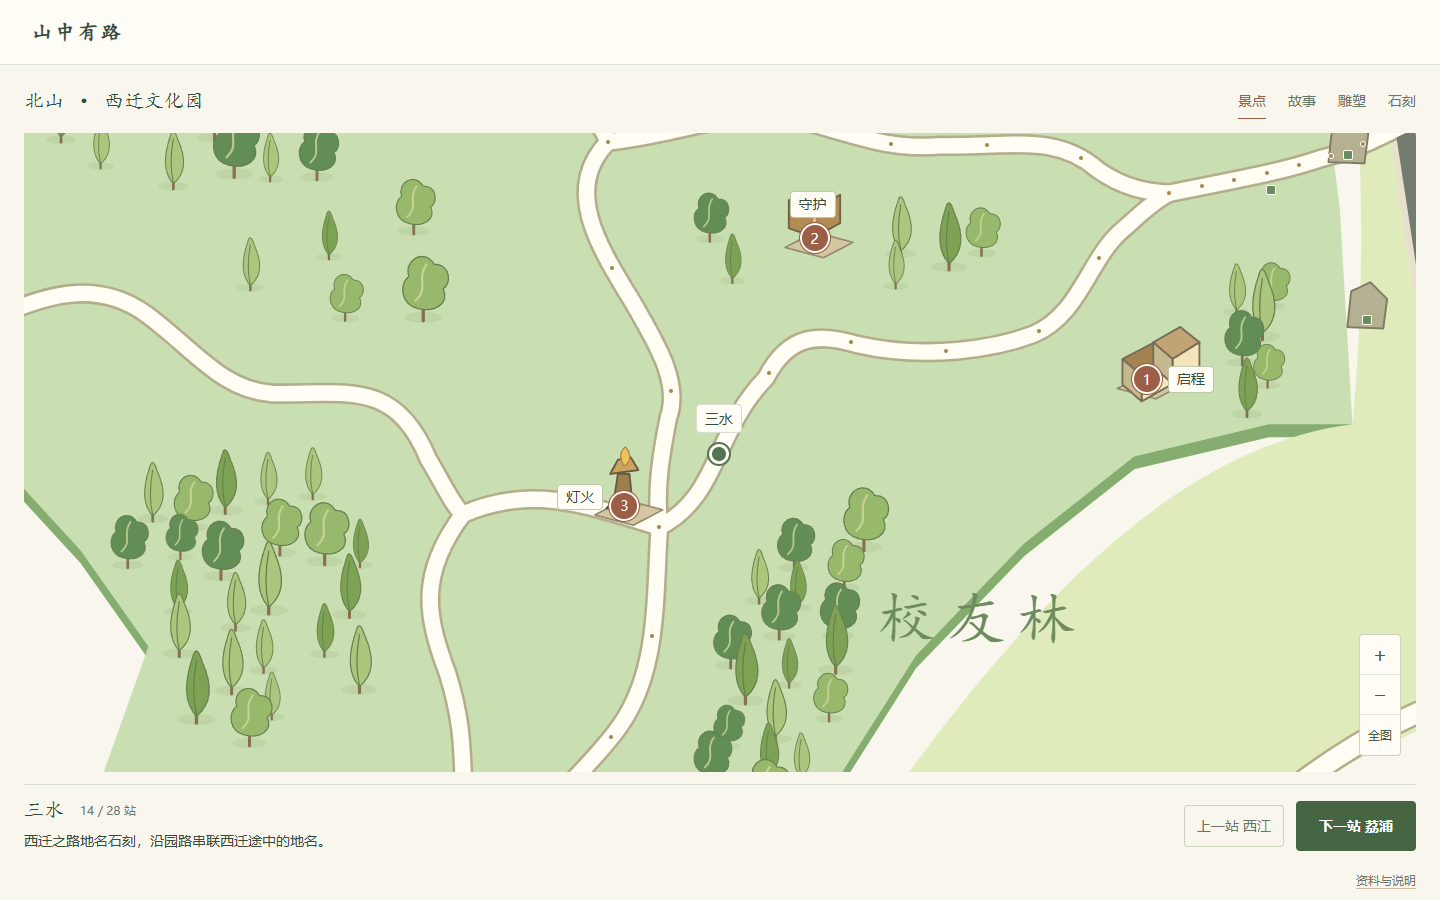 山中有路
北山 • 西迁文化园
景点 故事 雕塑 石刻
守护
2
1
启程
三水
灯火
3
校友林
+
−
全图
三水 14 / 28 站
西迁之路地名石刻，沿园路串联西迁途中的地名。
上一站 西江
下一站 荔浦
资料与说明